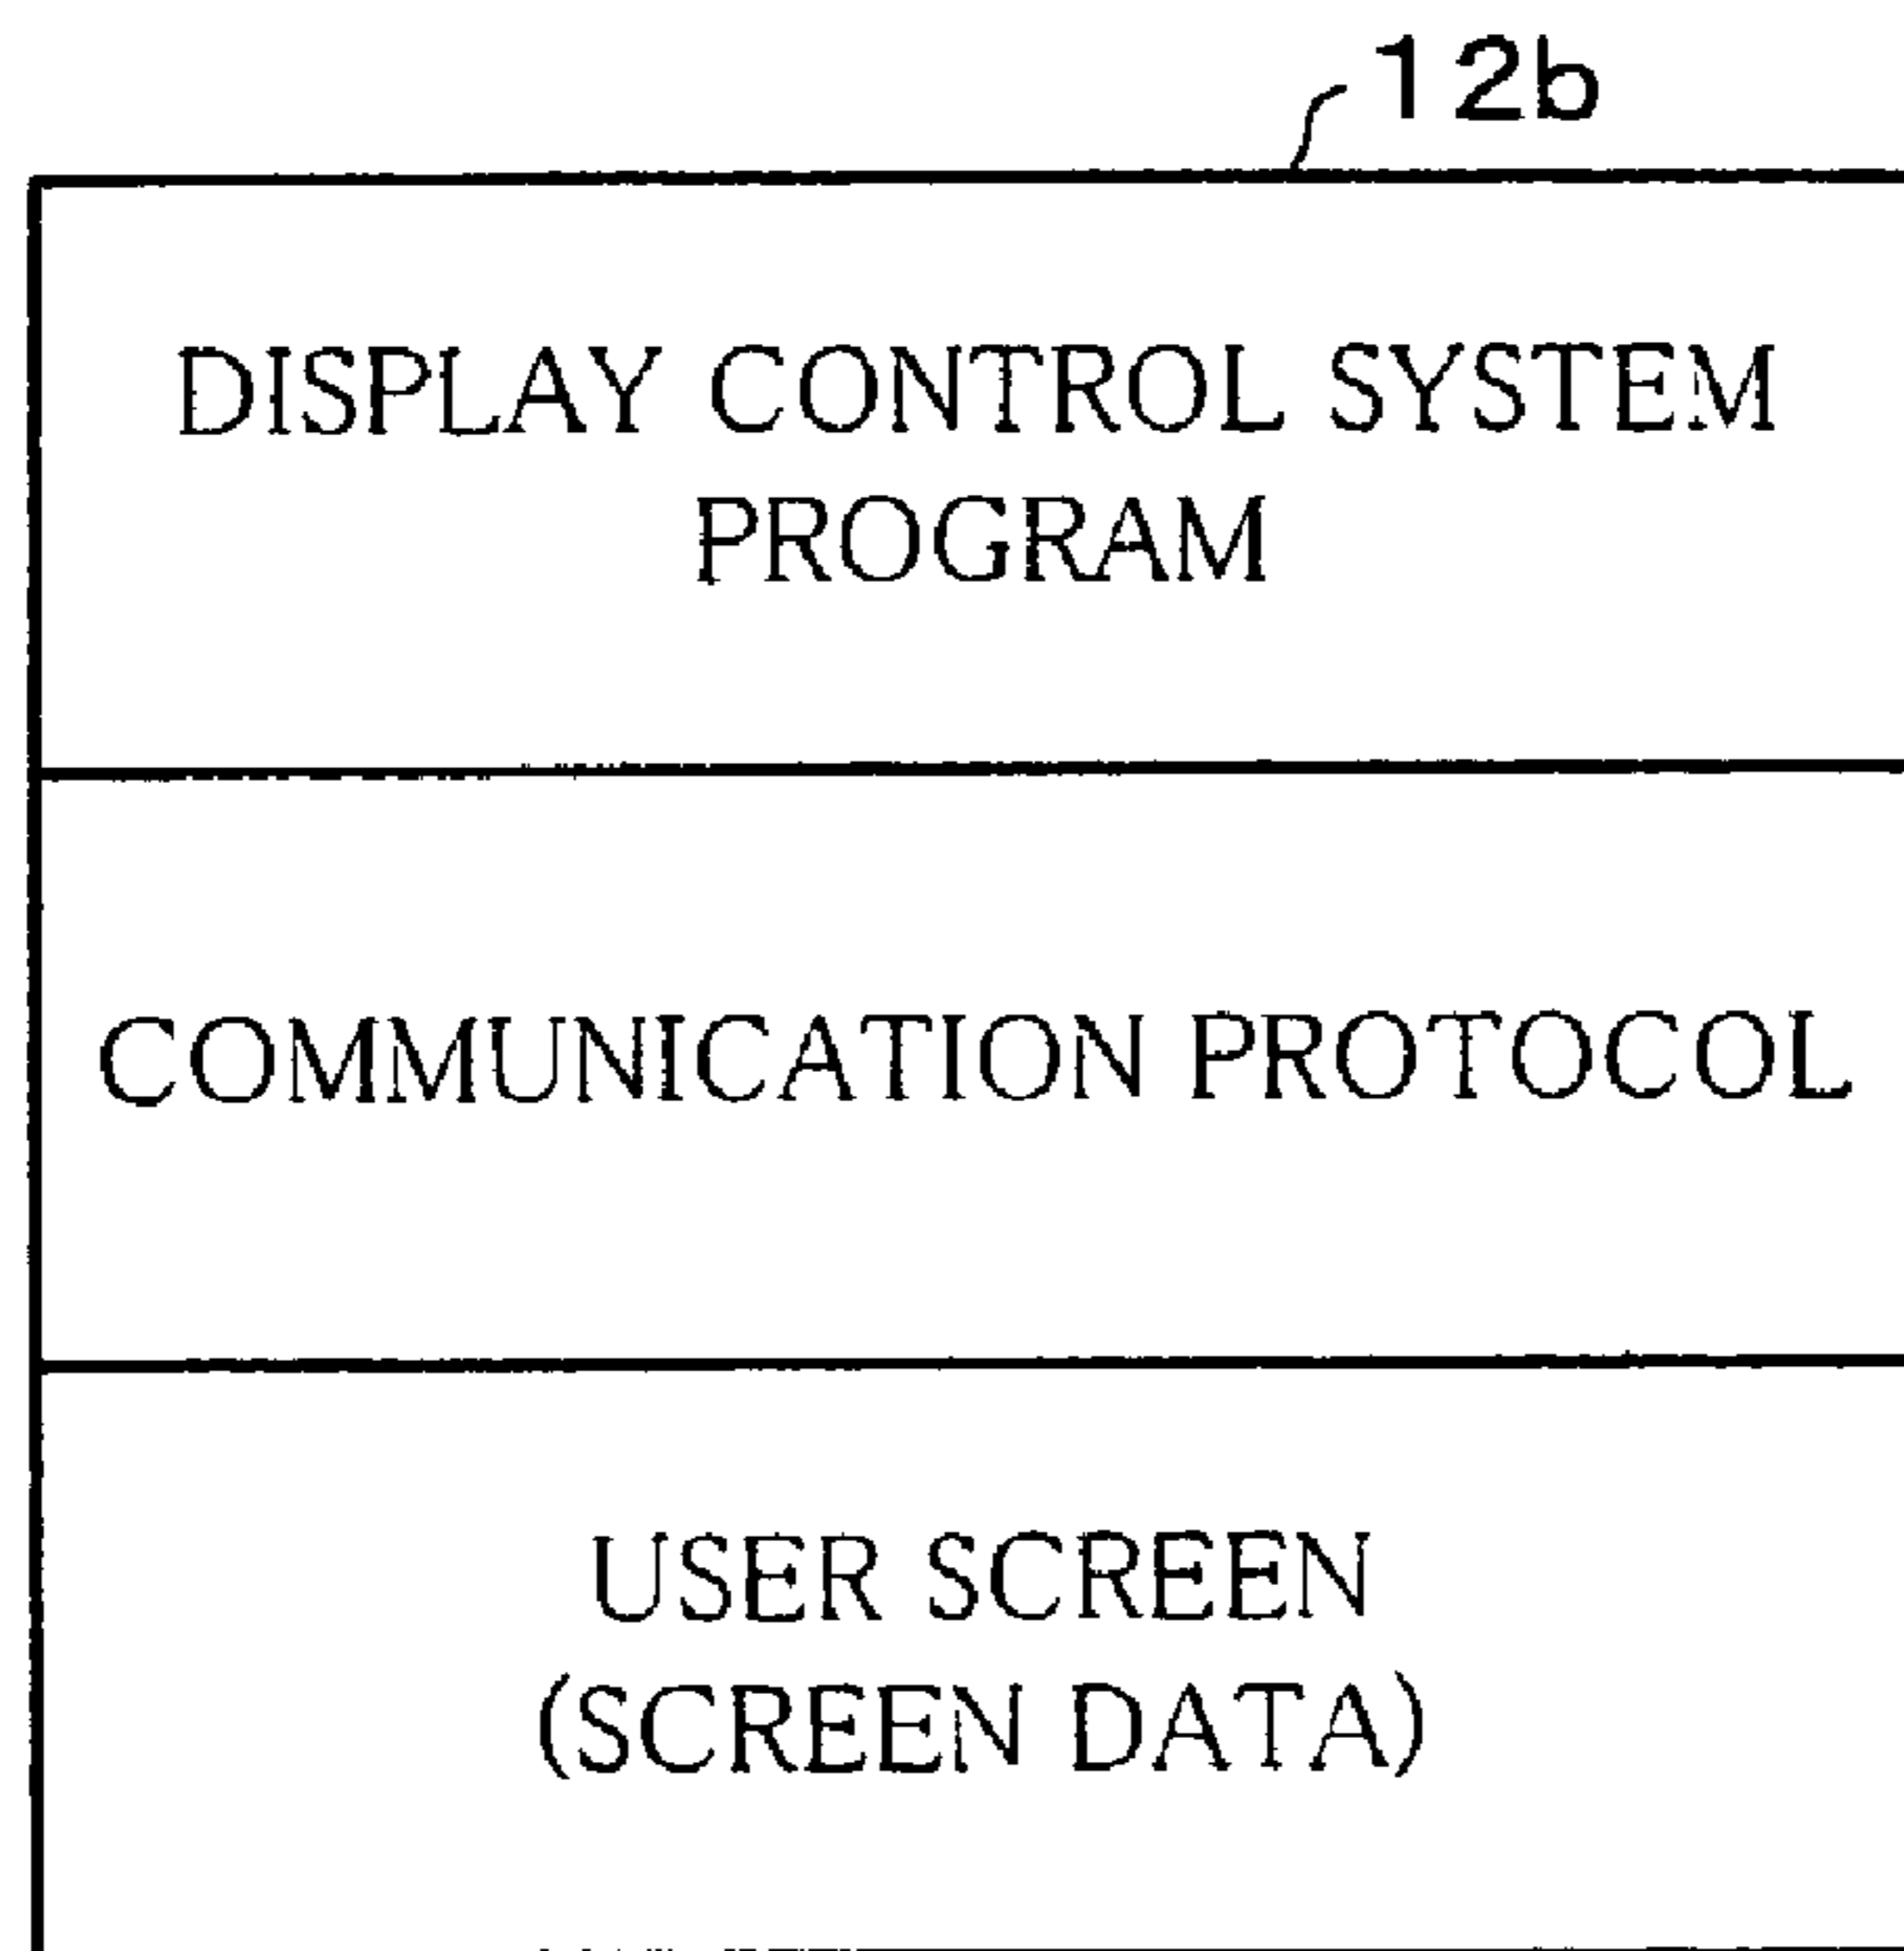 12b
DISPLAY CONTROL SYSTEM
PROGRAM
COMMUNICATION PROTOCOL
USER SCREEN
(SCREEN DATA)